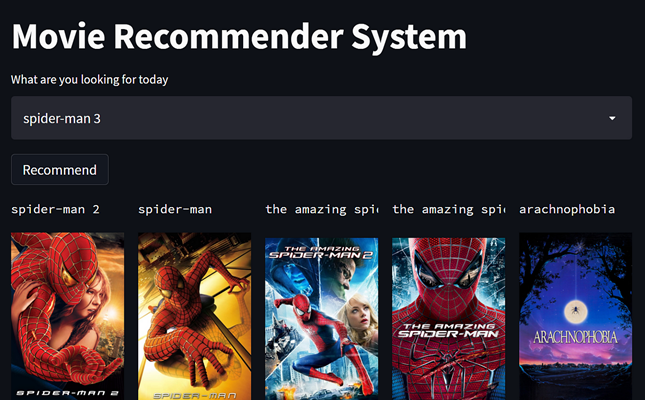 Movie Recommender System
What are you looking for today
spider-man 3
Recommend
spider-man 2
spider-man
the amazing spi
the amazing spi
arachnophobia
SPIDER-MAN 2
SPIDER-MAN
THE AMAZING
SPIDER-MAN 2
THE AMAZING
SPIDER-MAN
ARACHNOPHOBIA